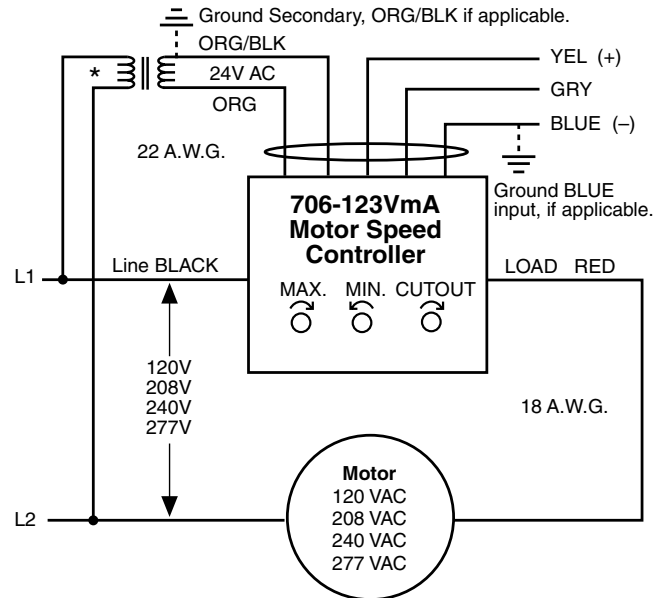 Ground Secondary, ORG/BLK if applicable.
ORG/BLK
YEL (+)
*
24V AC
GRY
ORG
BLUE (–)
22 A.W.G.
Ground BLUE
input, if applicable.
706-123VmA
Motor Speed
Controller
L1
Line BLACK
LOAD RED
MAX. MIN. CUTOUT
120V
208V
240V
277V
18 A.W.G.
L2
Motor
120 VAC
208 VAC
240 VAC
277 VAC